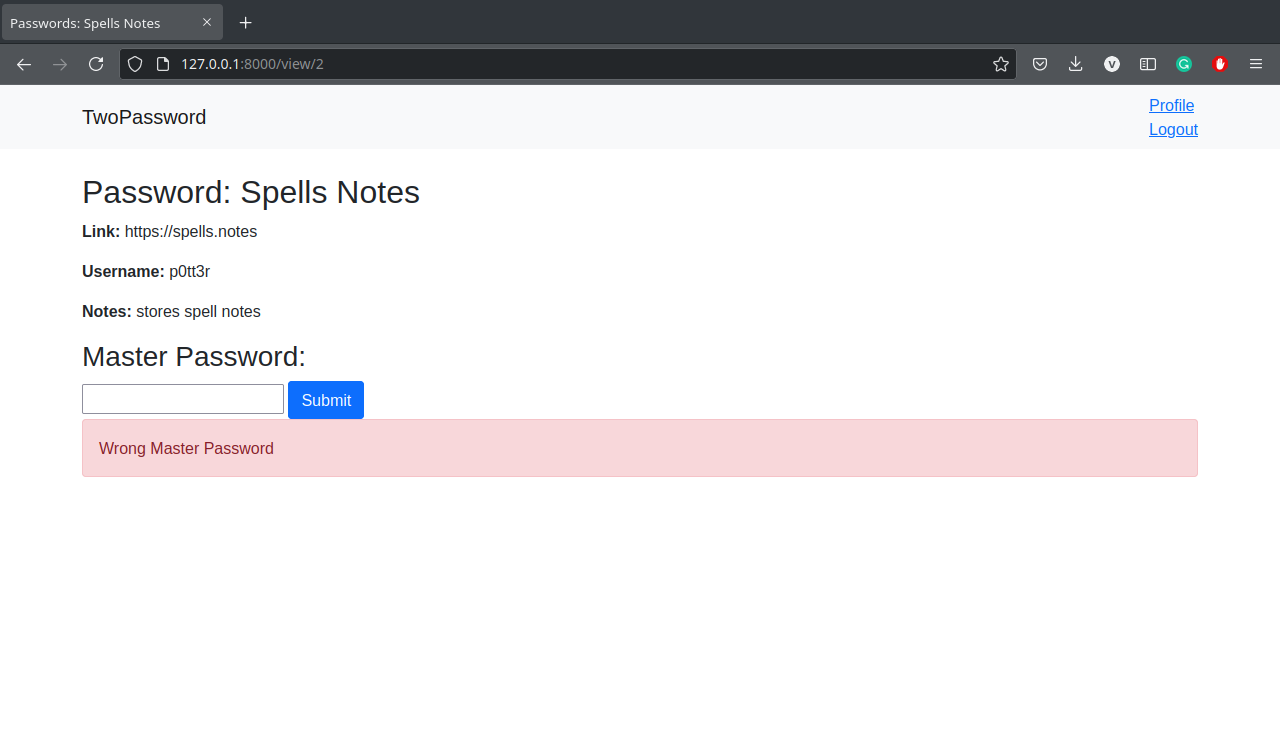 Passwords: Spells Notes
127.0.0.1:8000/view/2
TwoPassword
Profile
Logout
Password: Spells Notes
Link: https://spells.notes
Username: p0tt3r
Notes: stores spell notes
Master Password:
Submit
Wrong Master Password